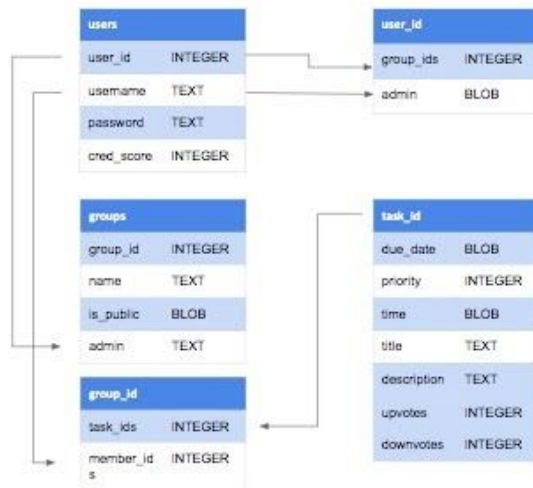 users
user_id INTEGER
username TEXT
password TEXT
cred_score INTEGER
user_id
group_ids INTEGER
admin BLOB
groups
group_id INTEGER
name TEXT
is_public BLOB
admin TEXT
group_id
task_ids INTEGER
member_id INTEGER
s
task_id
due_date BLOB
priority INTEGER
time BLOB
title TEXT
description TEXT
upvotes INTEGER
downvotes INTEGER